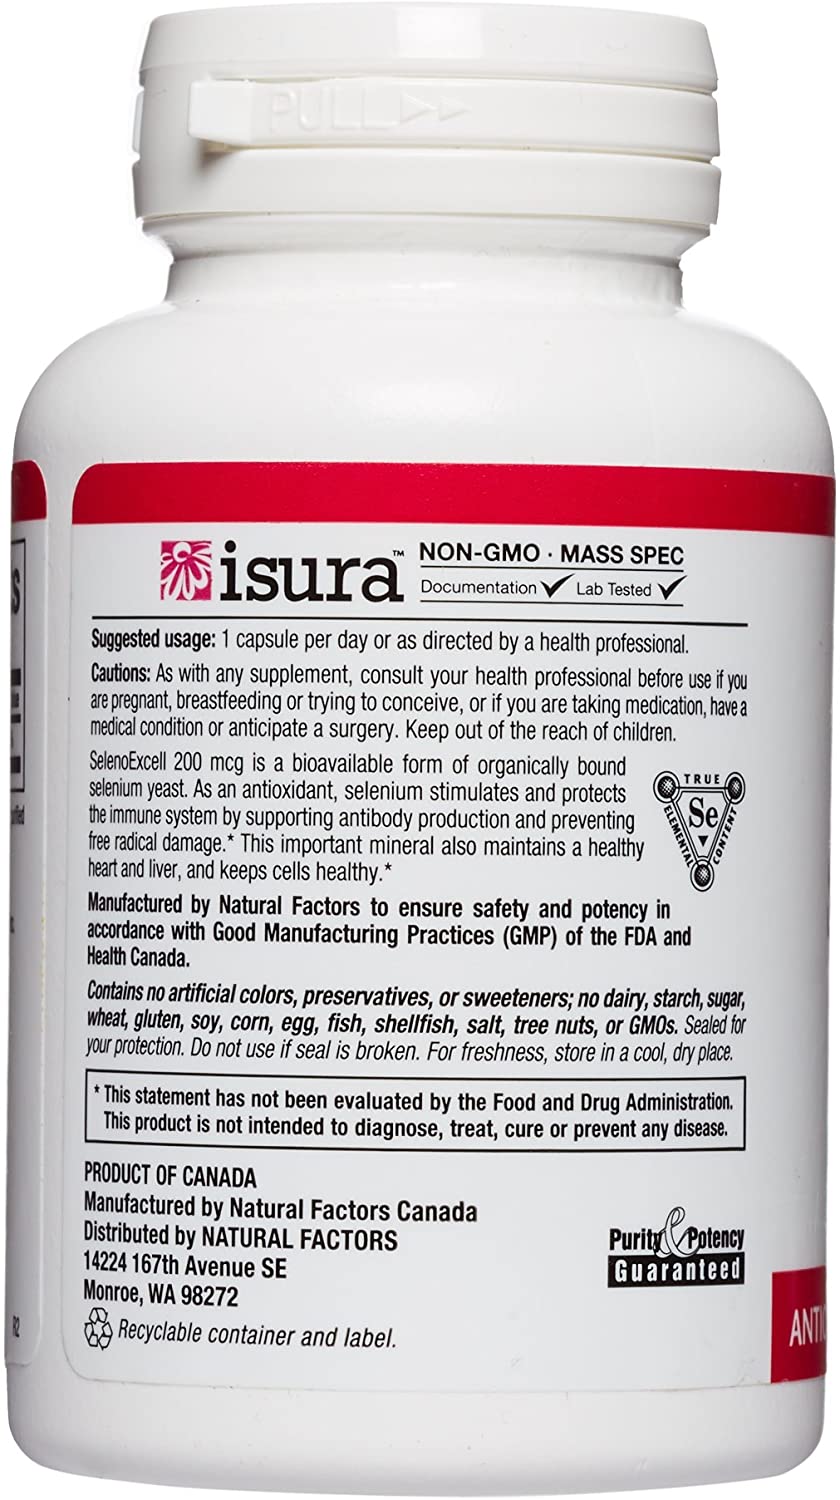 PULL
isura™
NON-GMO · MASS SPEC
Documentation ✓ Lab Tested ✓
Suggested usage: 1 capsule per day or as directed by a health professional.
Cautions: As with any supplement, consult your health professional before use if you
are pregnant, breastfeeding or trying to conceive, or if you are taking medication, have a
medical condition or anticipate a surgery. Keep out of the reach of children.
SelenoExcell 200 mcg is a bioavailable form of organically bound
selenium yeast. As an antioxidant, selenium stimulates and protects
the immune system by supporting antibody production and preventing
free radical damage.* This important mineral also maintains a healthy
heart and liver, and keeps cells healthy.*
TRUE
ELEMENTAL
CONTENT
Se
Manufactured by Natural Factors to ensure safety and potency in
accordance with Good Manufacturing Practices (GMP) of the FDA and
Health Canada.
Contains no artificial colors, preservatives, or sweeteners; no dairy, starch, sugar,
wheat, gluten, soy, corn, egg, fish, shellfish, salt, tree nuts, or GMOs. Sealed for
your protection. Do not use if seal is broken. For freshness, store in a cool, dry place.
* This statement has not been evaluated by the Food and Drug Administration.
This product is not intended to diagnose, treat, cure or prevent any disease.
PRODUCT OF CANADA
Manufactured by Natural Factors Canada
Distributed by NATURAL FACTORS
14224 167th Avenue SE
Monroe, WA 98272
Recyclable container and label.
Purity & Potency
Guaranteed
R2